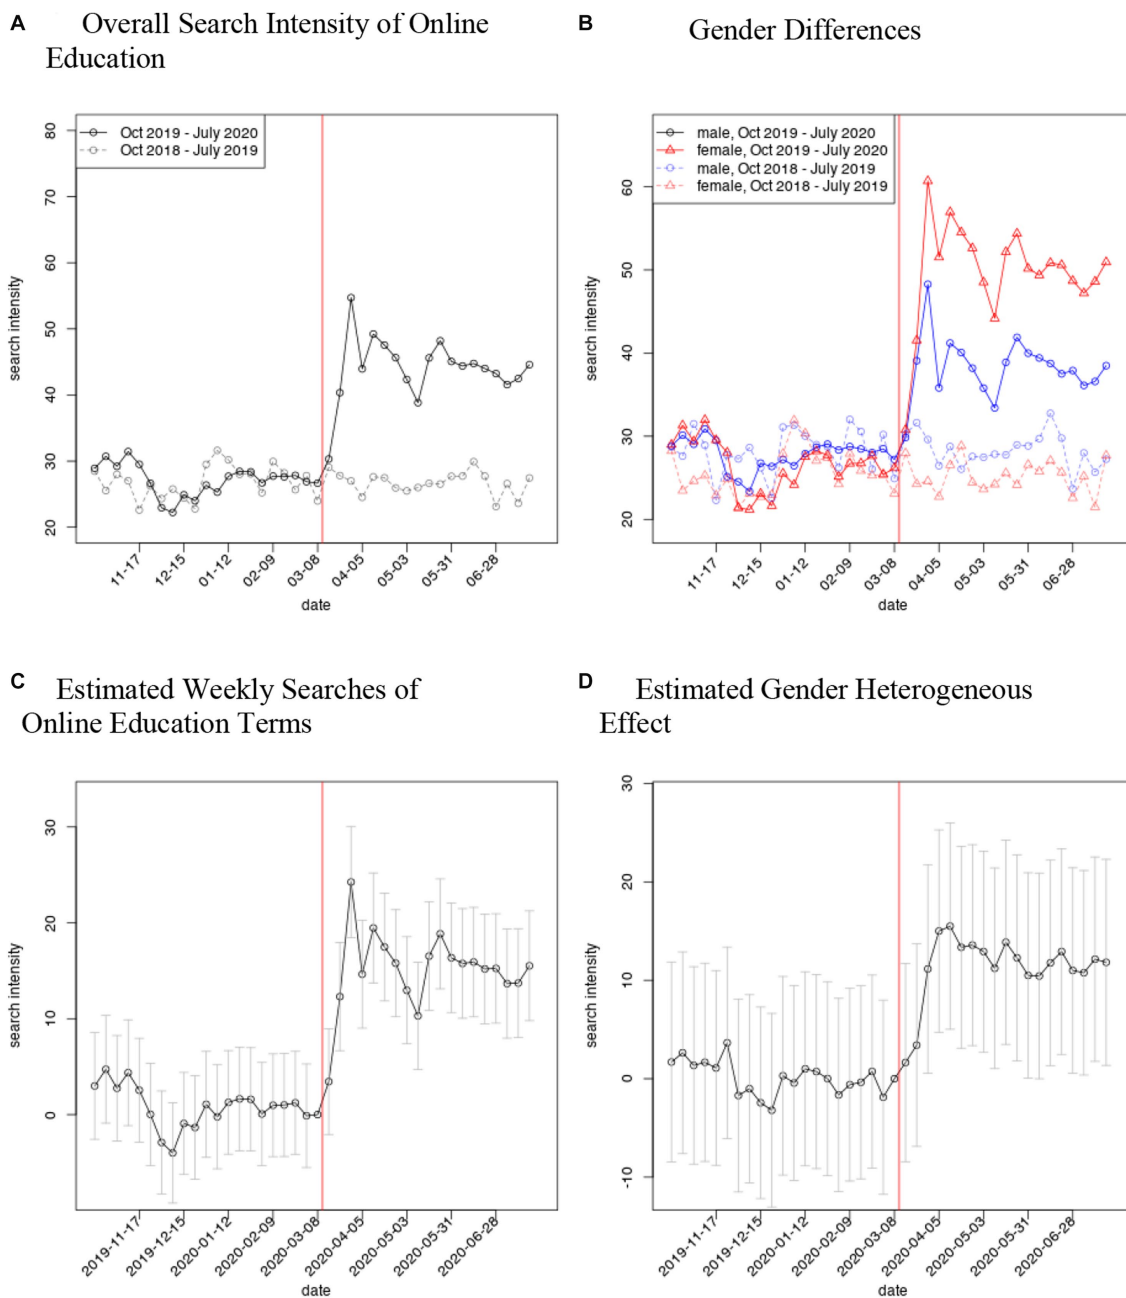 A Overall Search Intensity of Online
Education
Oct 2019 - July 2020
Oct 2018 - July 2019
80
70
60
50
40
30
20
search intensity
11-17 12-15 01-12 02-09 03-08 04-05 05-03 05-31 06-28
date
B Gender Differences
male, Oct 2019 - July 2020
female, Oct 2019 - July 2020
male, Oct 2018 - July 2019
female, Oct 2018 - July 2019
60
50
40
30
20
search intensity
11-17 12-15 01-12 02-09 03-08 04-05 05-03 05-31 06-28
date
C Estimated Weekly Searches of
Online Education Terms
30
20
10
0
search intensity
2019-11-17 2019-12-15 2020-01-12 2020-02-09 2020-03-08 2020-04-05 2020-05-03 2020-05-31 2020-06-28
date
D Estimated Gender Heterogeneous
Effect
30
20
10
0
-10
search intensity
2019-11-17 2019-12-15 2020-01-12 2020-02-09 2020-03-08 2020-04-05 2020-05-03 2020-05-31 2020-06-28
date